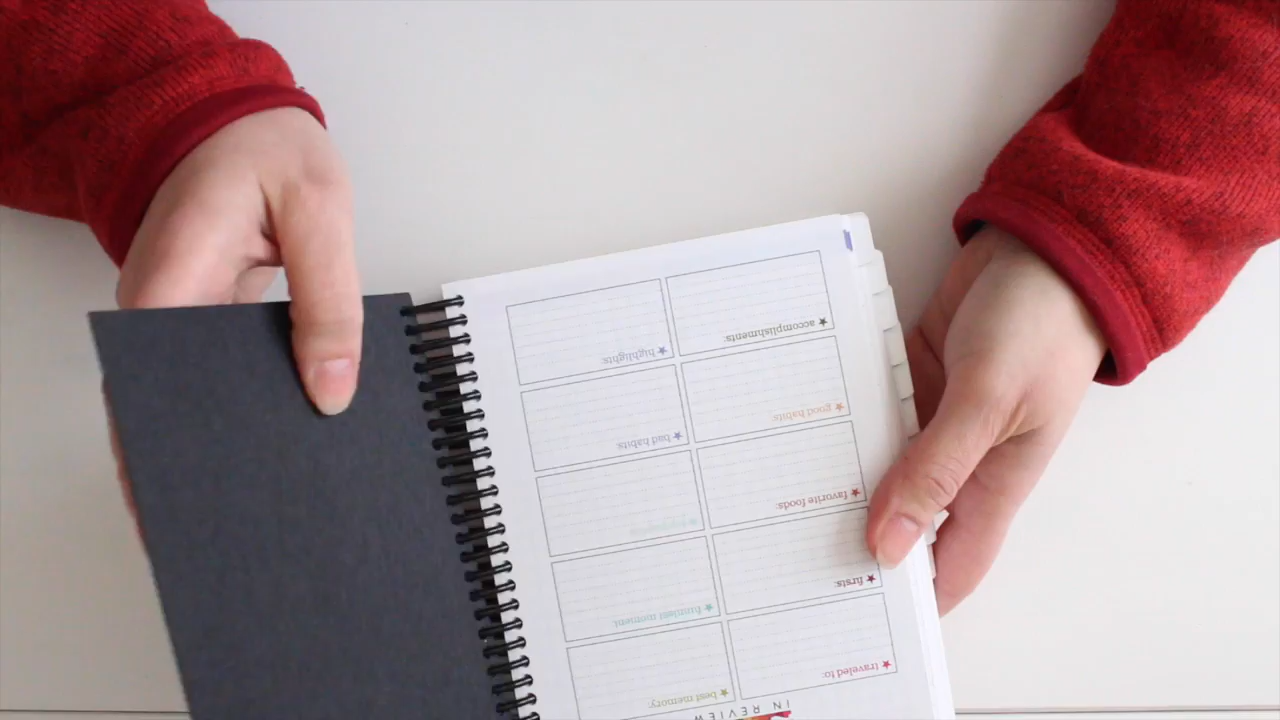 IN REVIEW
★ traveled to:
★ best memory:
★ firsts:
★ funniest moment:
★ favorite foods:
★ good habits:
★ bad habits:
★ accomplishments:
★ highlights: